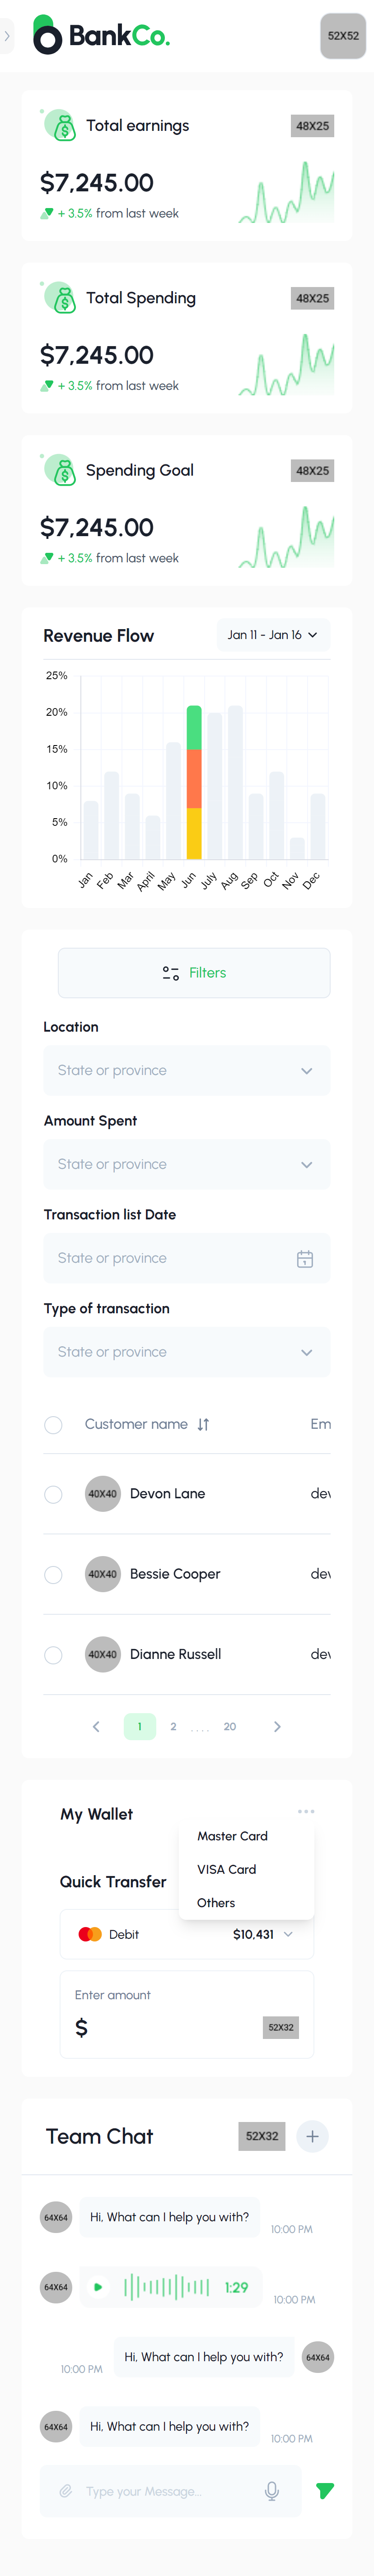 BankCo.
52X52
Total earnings
48X25
$7,245.00
+ 3.5% from last week
Total Spending
48X25
$7,245.00
+ 3.5% from last week
Spending Goal
48X25
$7,245.00
+ 3.5% from last week
Revenue Flow
Jan 11 - Jan 16
25%
20%
15%
10%
5%
0%
Jan
Feb
Mar
April
May
Jun
July
Aug
Sep
Oct
Nov
Dec
Filters
Location
State or province
Amount Spent
State or province
Transaction list Date
State or province
1
Type of transaction
State or province
Customer name
Em
40X40
Devon Lane
dev
40X40
Bessie Cooper
dev
40X40
Dianne Russell
dev
1 2 . . . . 20
My Wallet
Master Card
VISA Card
Others
Quick Transfer
Debit
$10,431
Enter amount
$
52X32
Team Chat
52X32
64X64
Hi, What can I help you with?
10:00 PM
64X64
1:29
10:00 PM
Hi, What can I help you with?
64X64
10:00 PM
64X64
Hi, What can I help you with?
10:00 PM
Type your Message...